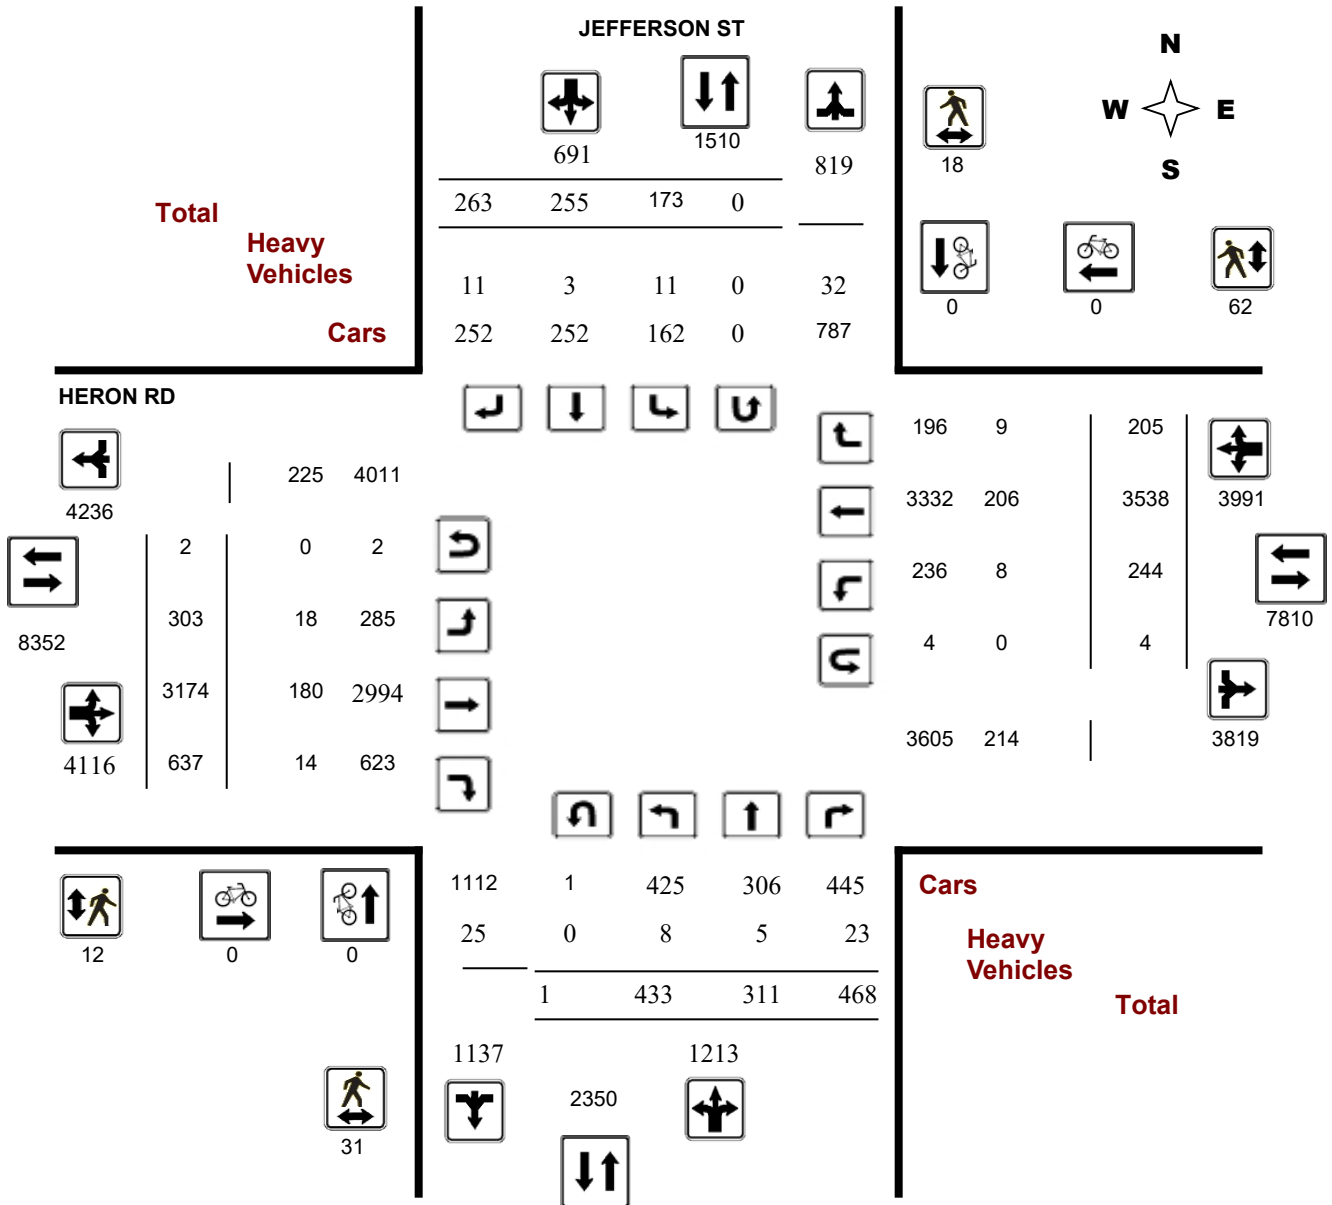 JEFFERSON ST
N
W E
S
691
1510
819
18
Total
263 255 173 0
Heavy
Vehicles
11 3 11 0 32
0 0 62
Cars
252 252 162 0 787
HERON RD
196 9 205
225 4011
4236
3332 206 3538 3991
2 0 2
236 8 244
7810
303 18 285
8352
4 0 4
3174 180 2994
3605 214 3819
4116 637 14 623
1112 1 425 306 445
Cars
25 0 8 5 23
Heavy
Vehicles
12 0 0
1 433 311 468
Total
1137 1213
2350
31